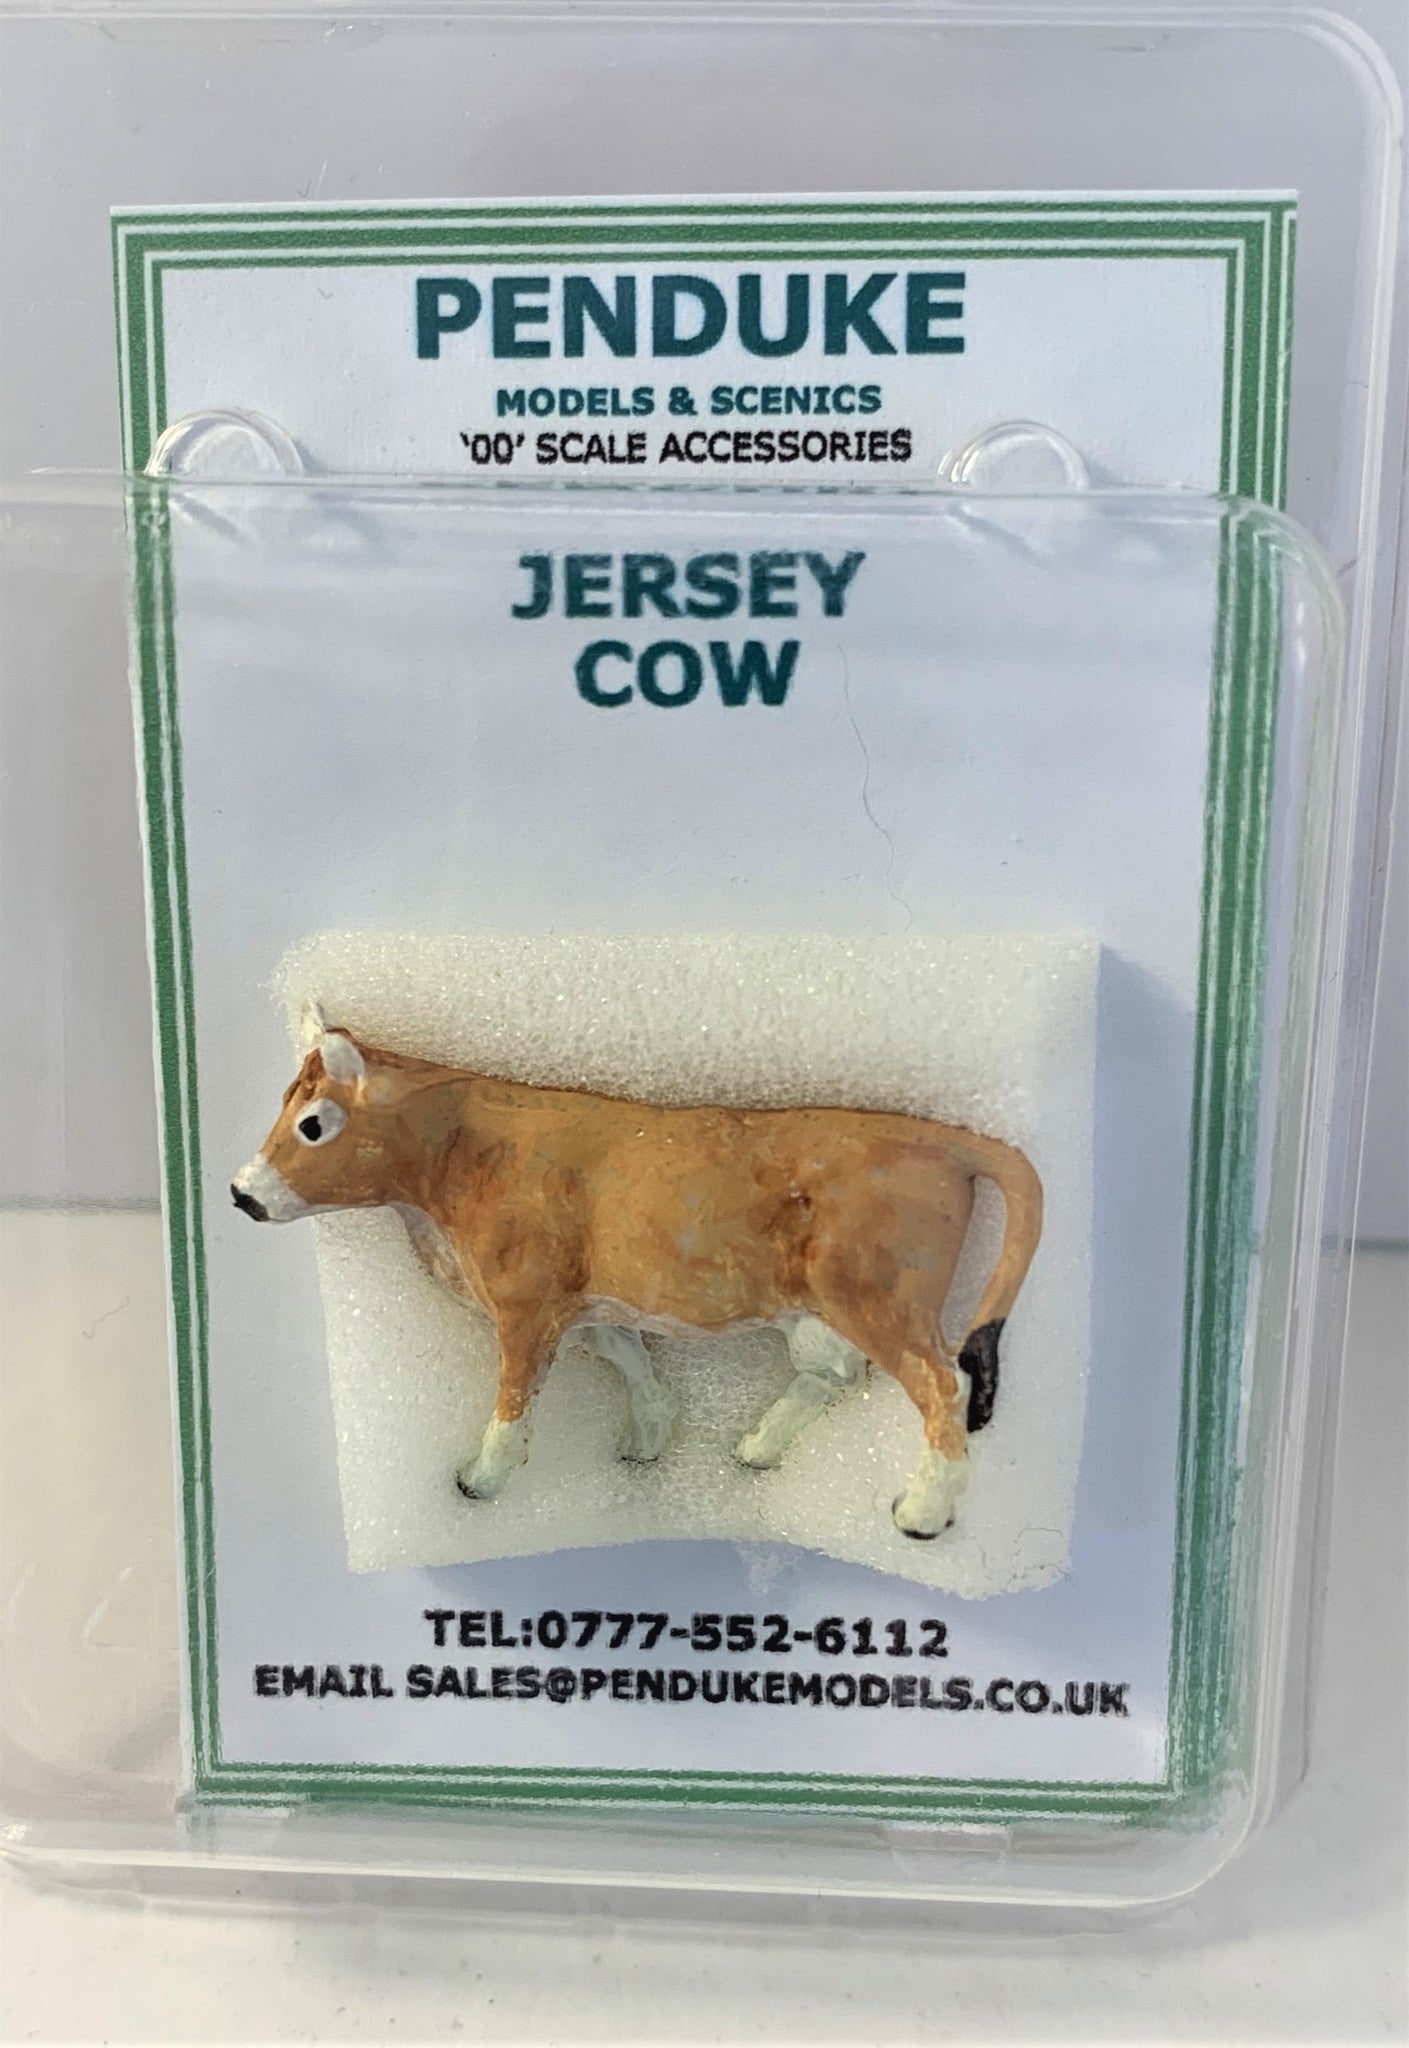 PENDUKE
MODELS & SCENICS
‘00’ SCALE ACCESSORIES
JERSEY
COW
TEL:0777-552-6112
EMAIL SALES@PENDUKEMODELS.CO.UK